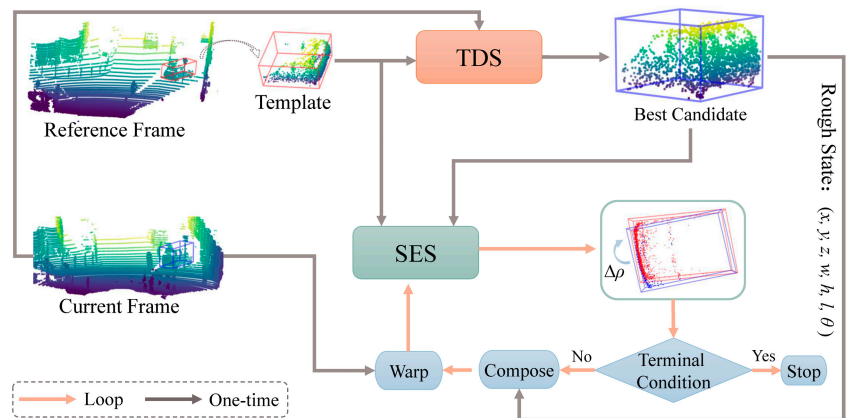 TDS
Template
Reference Frame
Best Candidate
Rough State: (x, y, z, w, h, l, θ)
SES
Δρ
Current Frame
No
Terminal
Condition
Yes
Warp
Compose
Stop
Loop
One-time